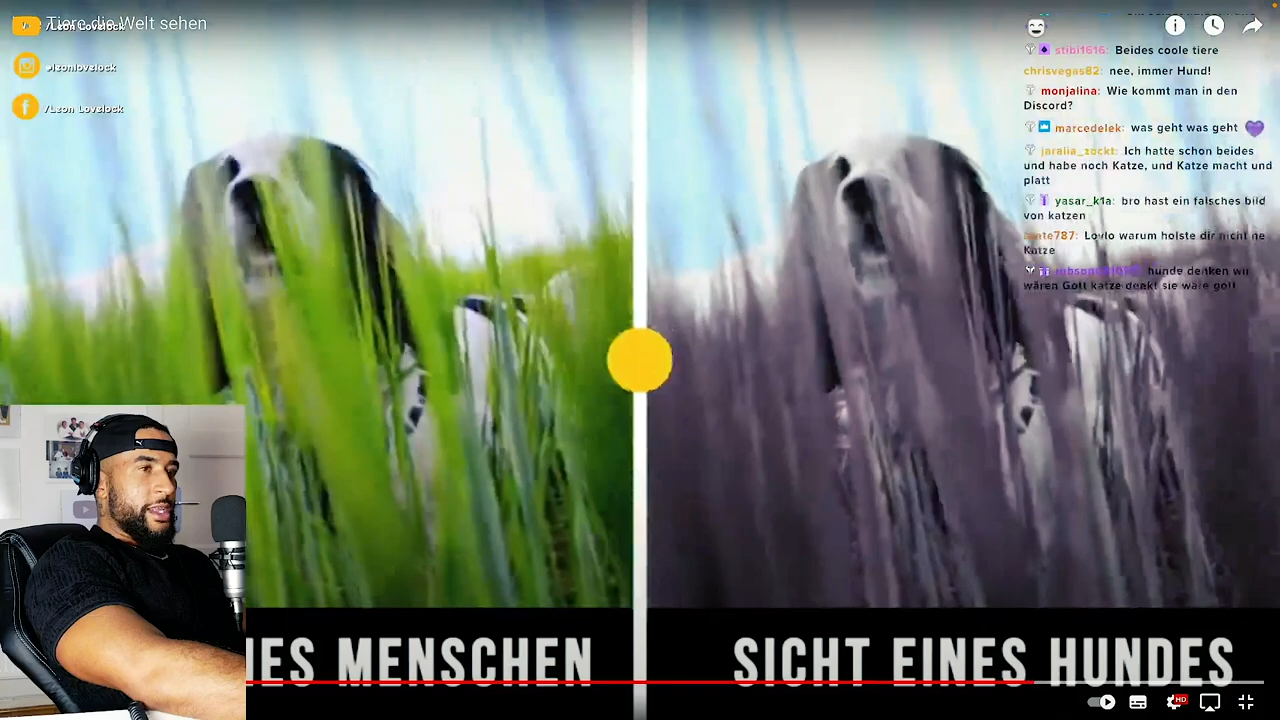 Tiere die Welt sehen
/Leon Lovelock
@leonlovelock
/Leon Lovelock
stibi1616: Beides coole tiere
chrisvegas82: nee, immer Hund!
monjalina: Wie kommt man in den
Discord?
marcedelek: was geht was geht
jaralia_zockt: Ich hatte schon beides
und habe noch Katze, und Katze macht und
platt
yasar_k1a: bro hast ein falsches bild
von katzen
Lovlo warum holste dir nicht ne
Katze
hunde denken wir
wären Gott katze denkt sie wäre gott
ES MENSCHEN
SICHT EINES HUNDES
HD